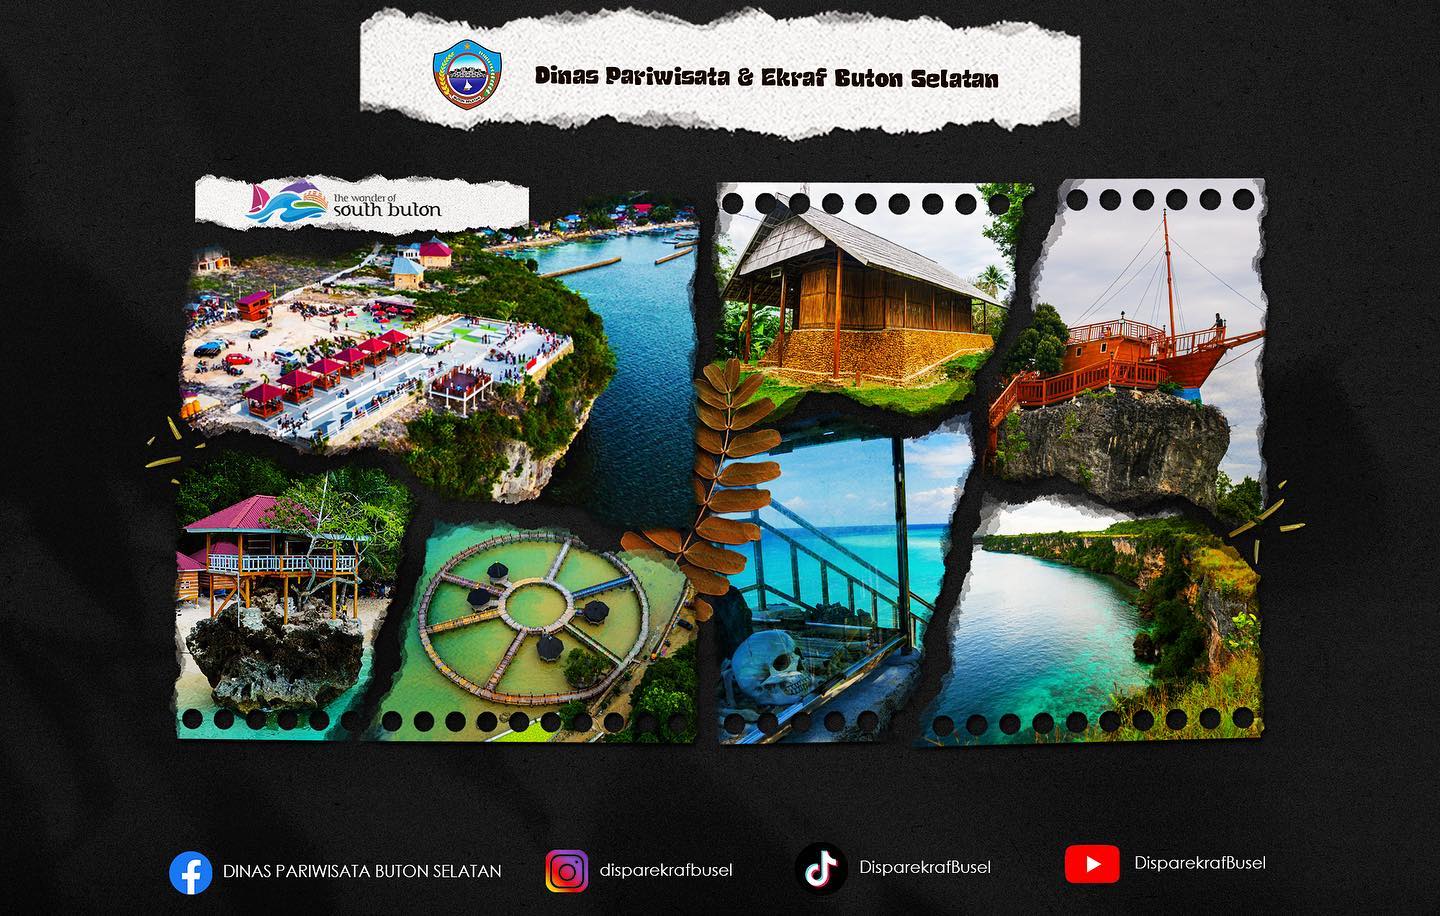 Dinas Pariwisata & Ekraf Buton Selatan
the wonder of
south buton
DINAS PARIWISATA BUTON SELATAN
disparekrafbusel
DisparekrafBusel
DisparekrafBusel